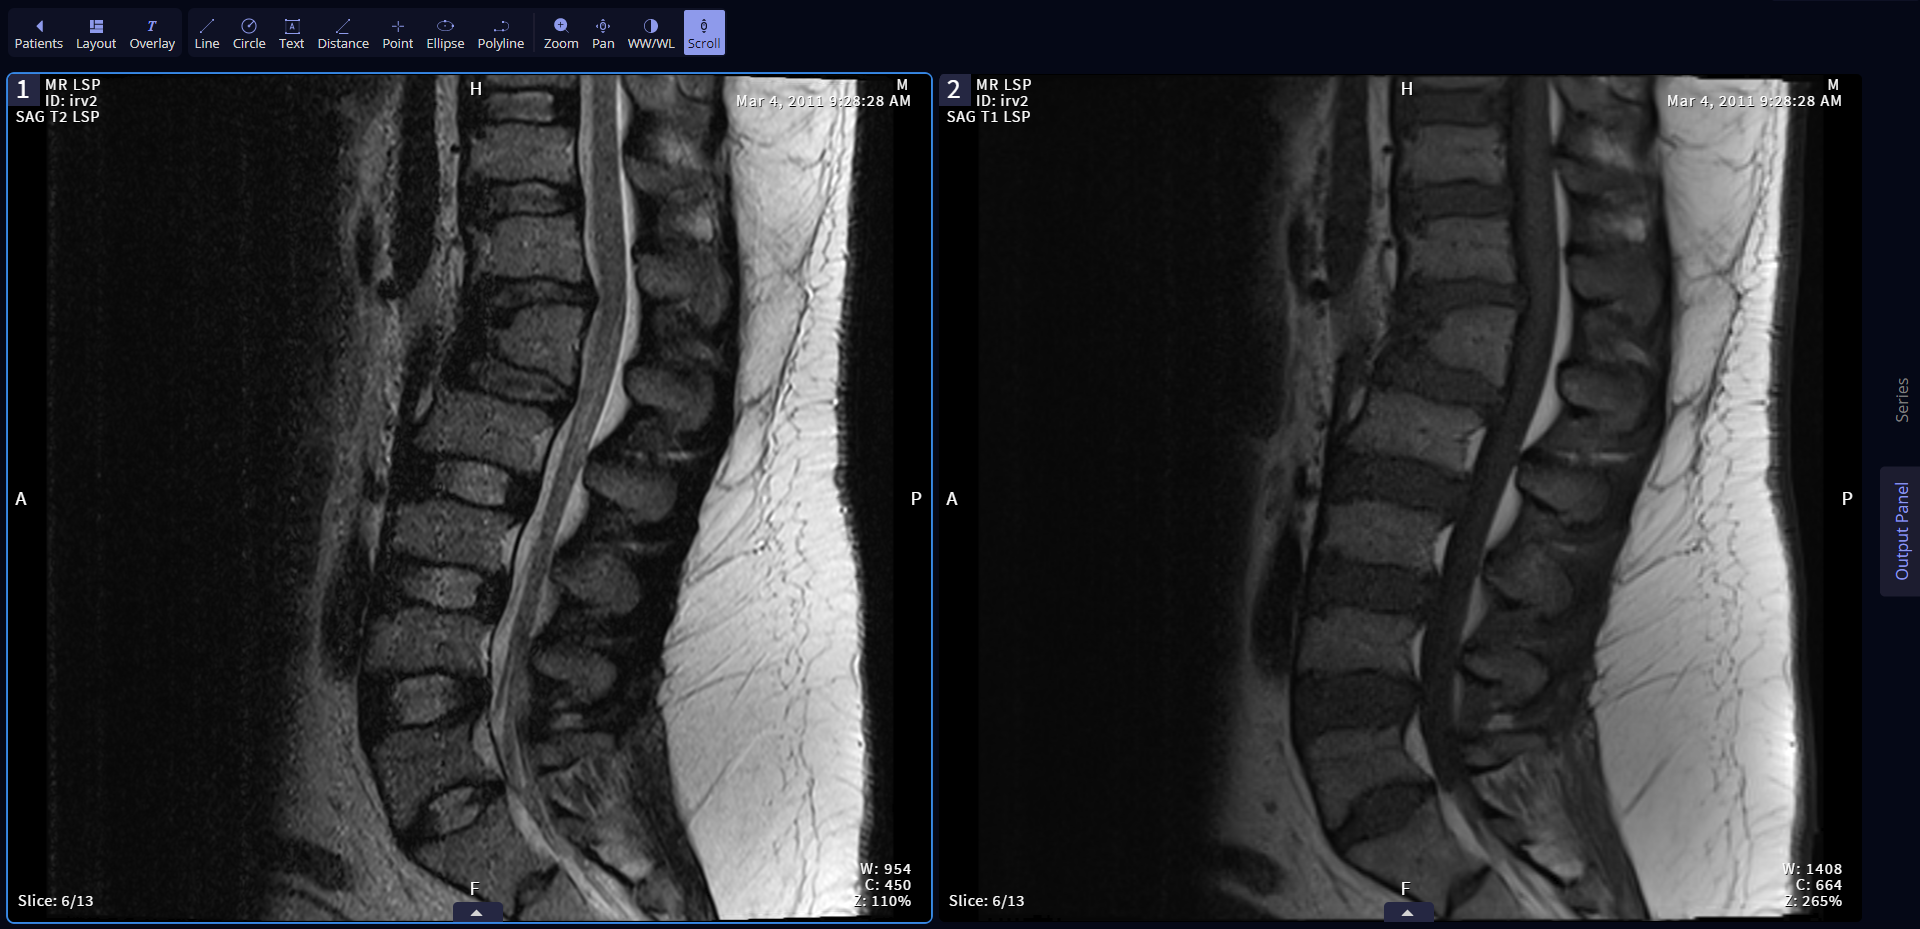 Patients Layout Overlay Line Circle Text Distance Point Ellipse Polyline Zoom Pan WW/WL Scroll
1
MR LSP
ID: irv2
SAG T2 LSP
H
M
Mar 4, 2011 9:28:28 AM
A
P
Slice: 6/13
F
W: 954
C: 450
Z: 110%
2
MR LSP
ID: irv2
SAG T1 LSP
H
M
Mar 4, 2011 9:28:28 AM
A
P
Slice: 6/13
F
W: 1408
C: 664
Z: 265%
Series
Output Panel